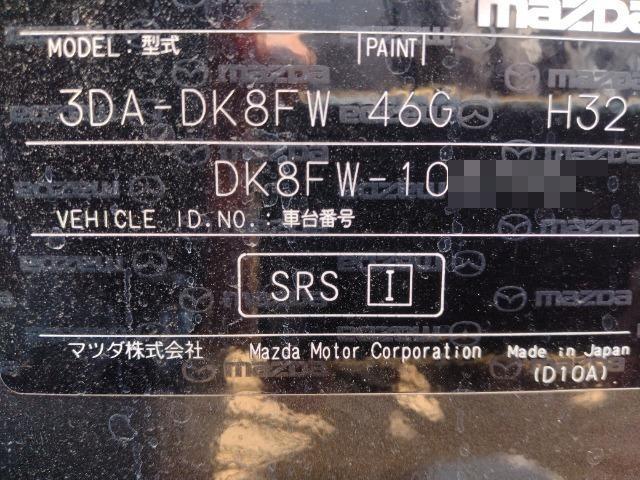 mazda
MODEL: 型式 PAINT
3DA-DK8FW 46G H32
DK8FW-10
VEHICLE ID.NO.: 車台番号
SRS I
マツダ株式会社 Mazda Motor Corporation Made in Japan
(D10A)